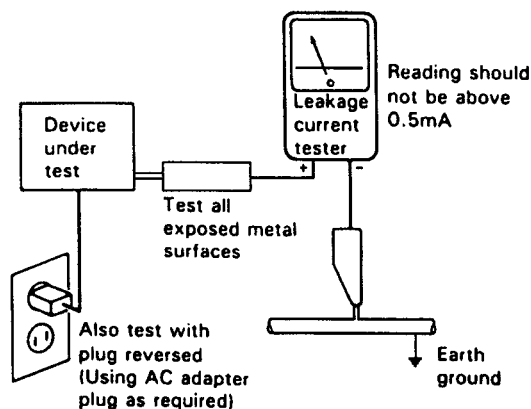 Device
under
test
Leakage
current
tester
+ -
Reading should
not be above
0.5mA
Test all
exposed metal
surfaces
Also test with
plug reversed
(Using AC adapter
plug as required)
Earth
ground